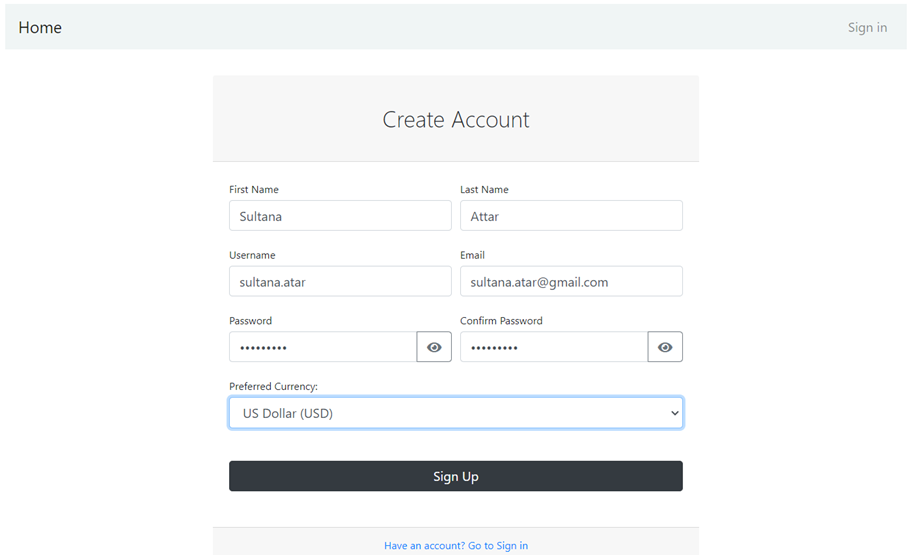 Home Sign in
Create Account
First Name Last Name
Sultana Attar
Username Email
sultana.atar sultana.atar@gmail.com
Password Confirm Password
••••••••• •••••••••
Preferred Currency:
US Dollar (USD)
Sign Up
Have an account? Go to Sign in